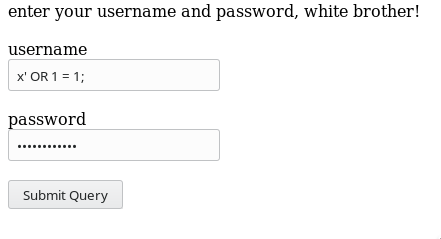 enter your username and password, white brother!
username
x' OR 1 = 1;
password
••••••••••••
Submit Query